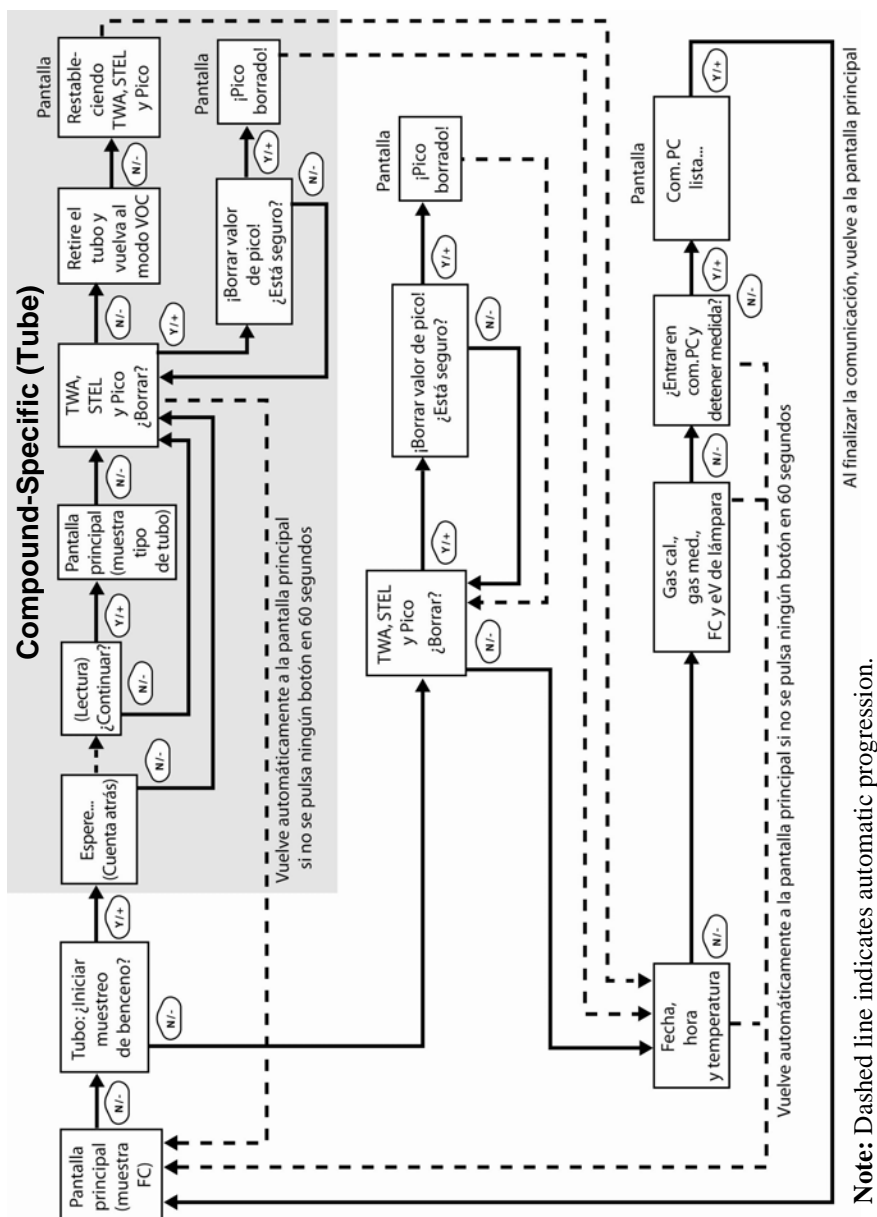 Compound-Specific (Tube)
Pantalla
principal
(muestra
FC)
N/-
Tubo: ¿Iniciar
muestreo
de benceno?
Y/+
N/-
Espere...
(Cuenta atrás)
N/-
(Lectura)
¿Continuar?
Y/+
N/-
Pantalla
principal
(muestra
tipo
de tubo)
N/-
TWA,
STEL
y Pico
¿Borrar?
N/-
Y/+
Retire el
tubo y
vuelva al
modo VOC
N/-
Pantalla
Restable-
ciendo
TWA, STEL
y Pico
¡Borrar valor
de pico!
¿Está seguro?
Y/+
N/-
Pantalla
¡Pico
borrado!
Vuelve automáticamente a la pantalla principal
si no se pulsa ningún botón en 60 segundos
TWA, STEL
y Pico
¿Borrar?
Y/+
N/-
¡Borrar valor de pico!
¿Está seguro?
Y/+
N/-
Pantalla
¡Pico
borrado!
Fecha,
hora
y temperatura
N/-
Gas cal.,
gas med.,
FC y eV de lámpara
N/-
¿Entrar en
com.PC y
detener medida?
Y/+
N/-
Pantalla
Com.PC
lista...
Y/+
Vuelve automáticamente a la pantalla principal si no se pulsa ningún botón en 60 segundos
Al finalizar la comunicación, vuelve a la pantalla principal
Note: Dashed line indicates automatic progression.